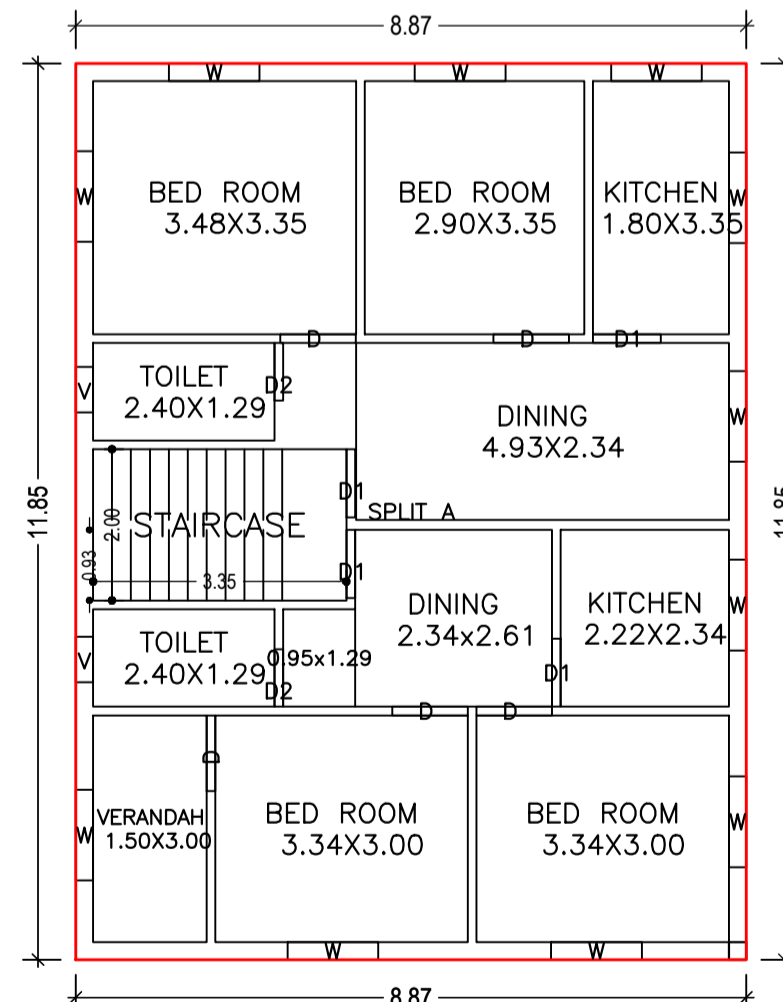 8.87
W W W
BED ROOM
3.48X3.35
BED ROOM
2.90X3.35
KITCHEN
1.80X3.35
W
W
11.85
11.85
D
D
D1
TOILET
2.40X1.29
V
D2
DINING
4.93X2.34
W
D1
SPLIT A
STAIRCASE
2.00
0.93
3.35
D1
DINING
2.34x2.61
KITCHEN
2.22X2.34
W
TOILET
2.40X1.29
0.95x1.29
V
D2
D1
D
D
D
VERANDAH
1.50X3.00
W
BED ROOM
3.34X3.00
BED ROOM
3.34X3.00
W
W
W
8.87